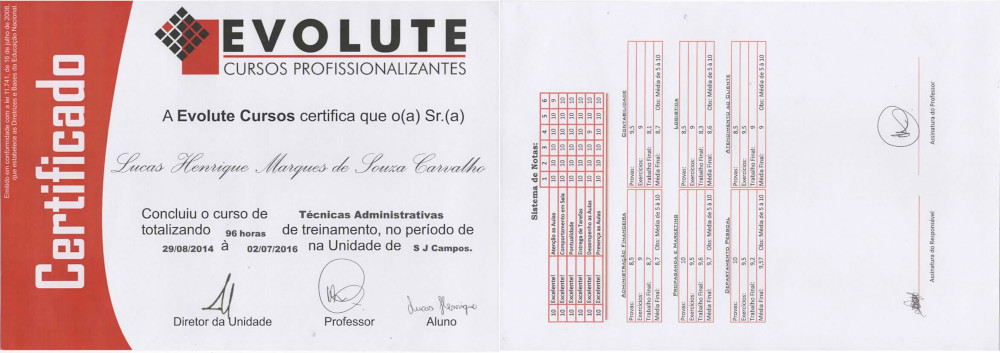 Emitido em conformidade com a lei 11.741, de 16 de julho de 2008,
que estabelece as Diretrizes e Bases da Educação Nacional.
Certificado
EVOLUTE
CURSOS PROFISSIONALIZANTES
A Evolute Cursos certifica que o(a) Sr.(a)
Lucas Henrique Marques de Souza Carvalho
Concluiu o curso de Técnicas Administrativas
totalizando 96 horas de treinamento, no período de
29/08/2014 à 02/07/2016 na Unidade de S J Campos.
Lucas Henrique
Diretor da Unidade Professor Aluno
Sistema de Notas:
1 2 3 4 5 6
10 Excelente! Atenção as Aulas 10 10 10 10 10 9
10 Excelente! Comportamento em Sala 10 10 10 10 10 10
10 Excelente! Pontualidade 10 10 10 10 10 10
10 Excelente! Entrega de Tarefas 10 10 10 10 10 10
10 Excelente! Desempenho as Aulas 10 10 10 9 10 10
10 Excelente! Presença as Aulas 10 10 10 10 10 10
Administração Financeira
Provas: 8,5
Exercícios: 9
Trabalho Final: 8,7
Média Final: 8,7 Obs: Média de 5 à 10
Contabilidade
Provas: 9,5
Exercícios: 9
Trabalho Final: 8,1
Média Final: 8,7 Obs: Média de 5 à 10
Propaganda e Marketing
Provas: 10
Exercícios: 9,5
Trabalho Final: 9,6
Média Final: 9,7 Obs: Média de 5 à 10
Logistica
Provas: 8,5
Exercícios: 9
Trabalho Final: 8,3
Média Final: 8,6 Obs: Média de 5 à 10
Departamento Pessoal
Provas: 10
Exercícios: 9,5
Trabalho Final: 9,2
Média Final: 9,57 Obs: Média de 5 à 10
Atendimento ao Cliente
Provas: 8,5
Exercícios: 9,5
Trabalho Final: 9
Média Final: 9 Obs: Média de 5 à 10
Assinatura do Responsável
Assinatura do Professor